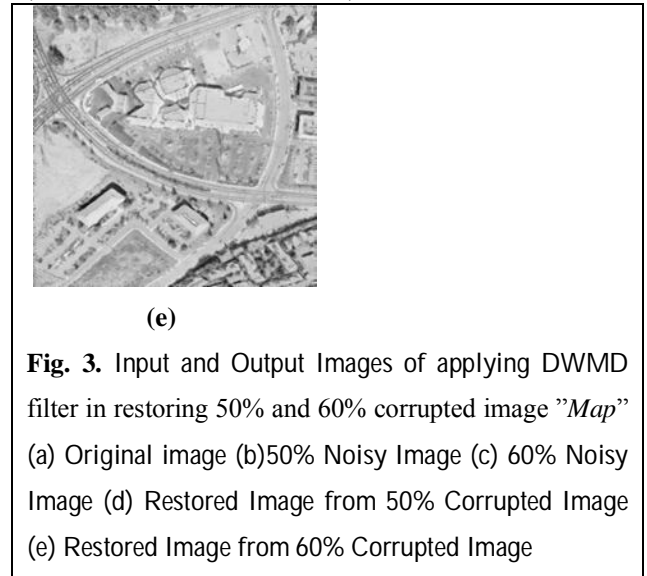 (e)
Fig. 3. Input and Output Images of applying DWMD
filter in restoring 50% and 60% corrupted image ”Map”
(a) Original image (b)50% Noisy Image (c) 60% Noisy
Image (d) Restored Image from 50% Corrupted Image
(e) Restored Image from 60% Corrupted Image